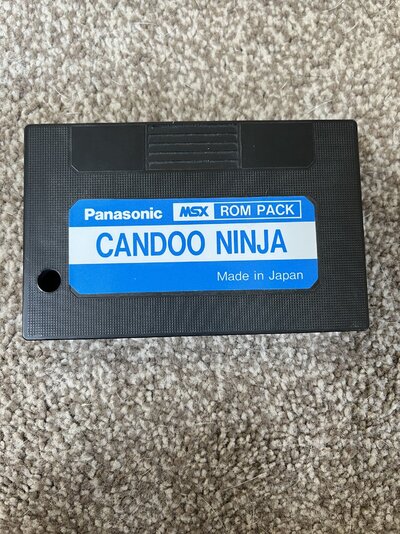 Panasonic MSX ROM PACK
CANDOO NINJA
Made in Japan